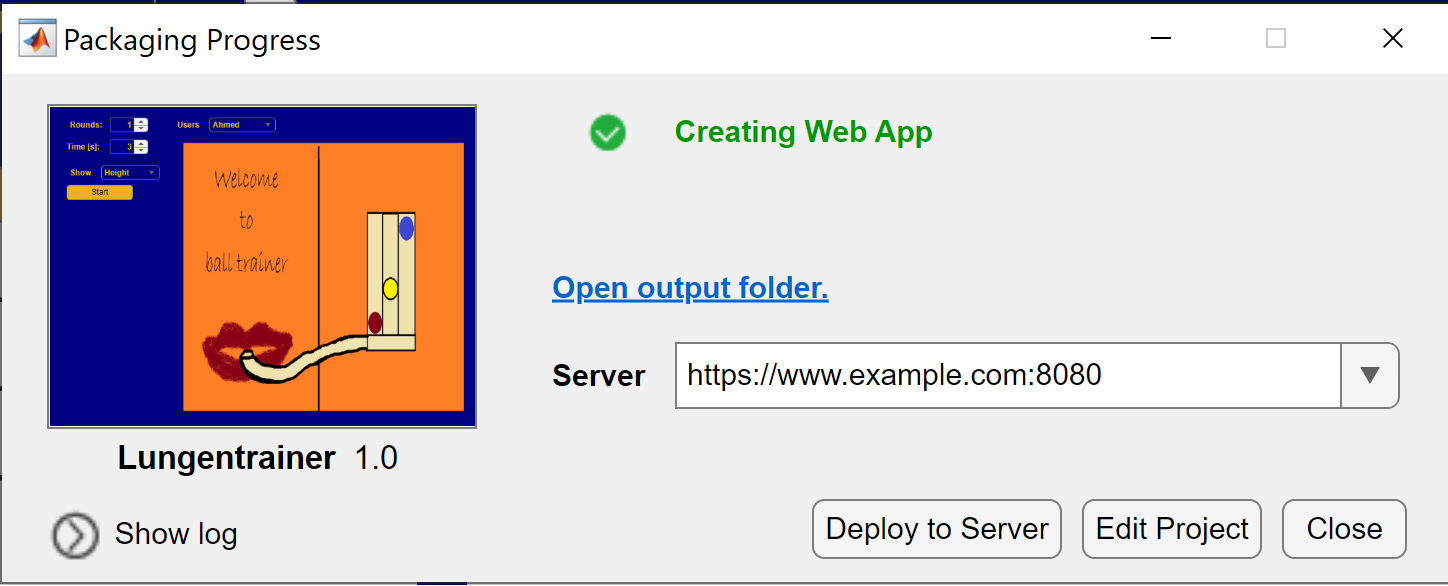 Packaging Progress
Rounds: 1 Users Ahmed
Time [s]: 3
Show Height
Start
Welcome
to
ball trainer
Lungentrainer 1.0
Show log
Creating Web App
Open output folder.
Server https://www.example.com:8080
Deploy to Server Edit Project Close